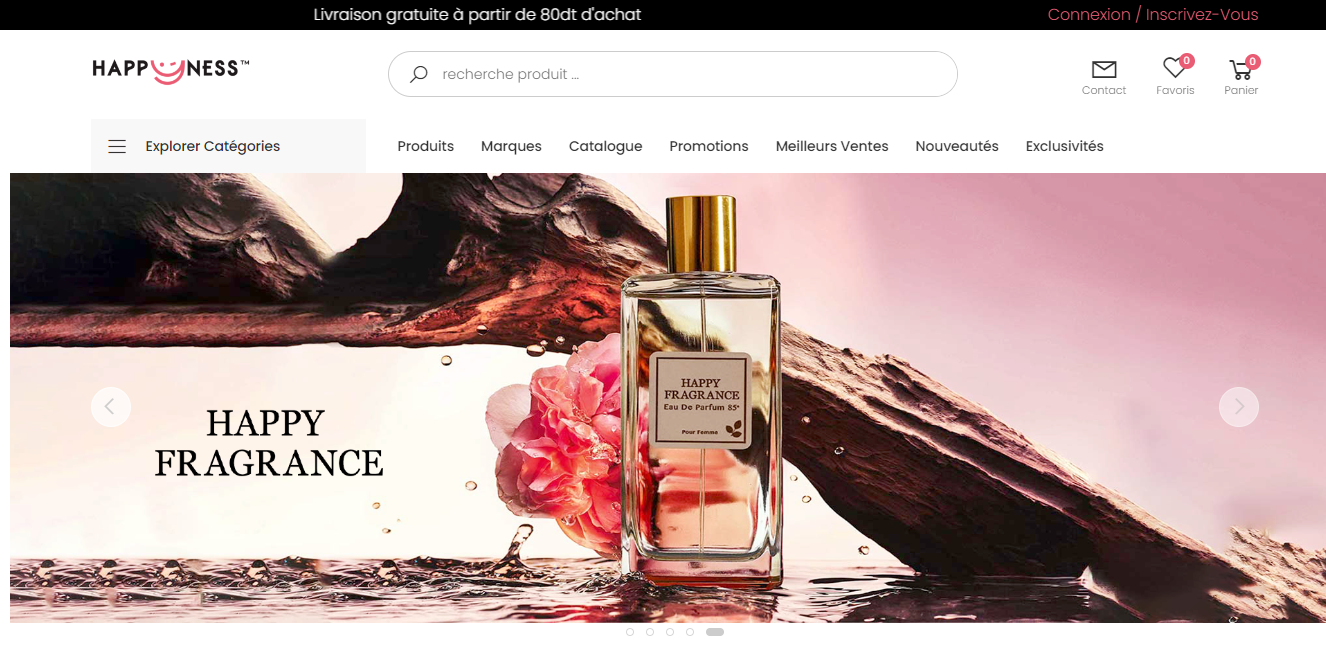 Livraison gratuite à partir de 80dt d'achat
Connexion / Inscrivez-Vous
HAPPYNESS™
recherche produit ...
0
0
Contact
Favoris
Panier
Explorer Catégories
Produits
Marques
Catalogue
Promotions
Meilleurs Ventes
Nouveautés
Exclusivités
HAPPY
FRAGRANCE
HAPPY
FRAGRANCE
Eau De Parfum 85°
Pour Femme